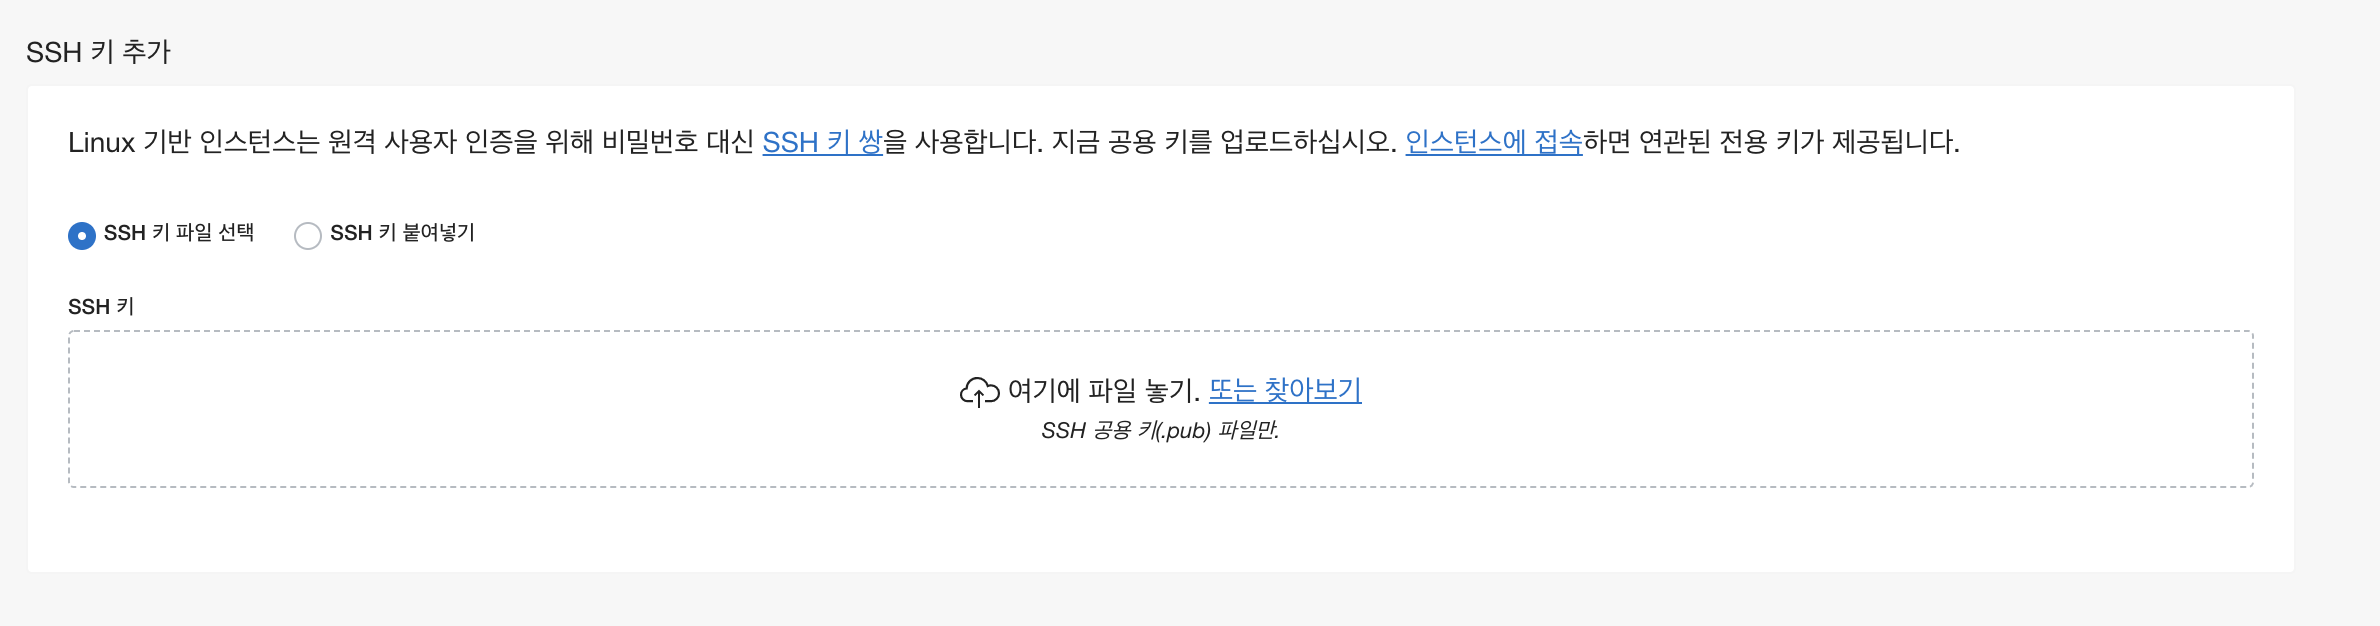 SSH 키 추가
Linux 기반 인스턴스는 원격 사용자 인증을 위해 비밀번호 대신 SSH 키 쌍을 사용합니다. 지금 공용 키를 업로드하십시오. 인스턴스에 접속하면 연관된 전용 키가 제공됩니다.
SSH 키 파일 선택 SSH 키 붙여넣기
SSH 키
여기에 파일 놓기. 또는 찾아보기
SSH 공용 키(.pub) 파일만.